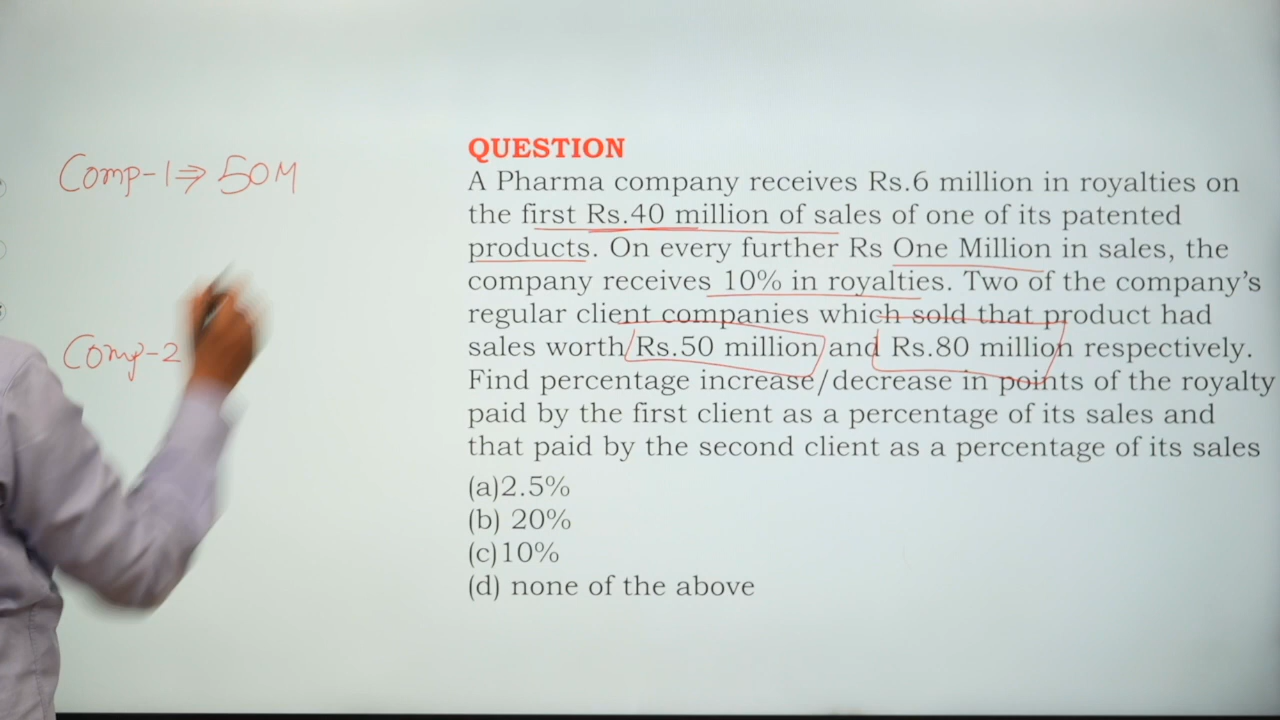 Comp-1⇒ 50M
Comp-2
QUESTION
A Pharma company receives Rs.6 million in royalties on
the first Rs.40 million of sales of one of its patented
products. On every further Rs One Million in sales, the
company receives 10% in royalties. Two of the company's
regular client companies which sold that product had
sales worth Rs.50 million and Rs.80 million respectively.
Find percentage increase/decrease in points of the royalty
paid by the first client as a percentage of its sales and
that paid by the second client as a percentage of its sales
(a)2.5%
(b) 20%
(c)10%
(d) none of the above